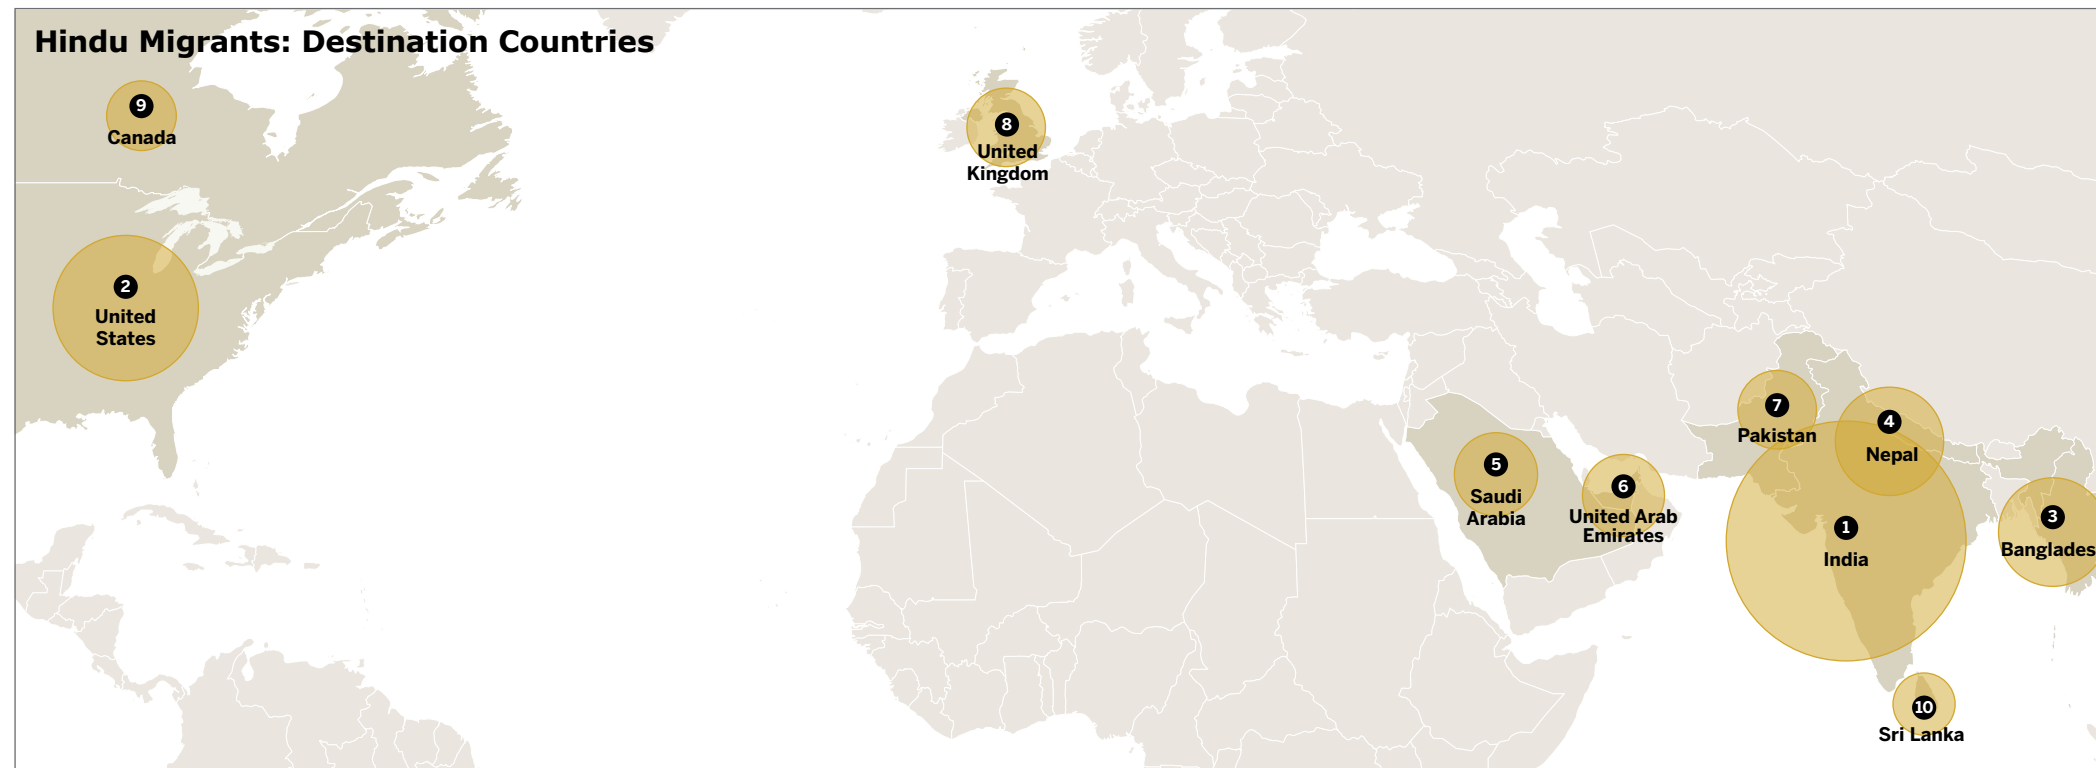 Hindu Migrants: Destination Countries
9
Canada
8
United
Kingdom
2
United
States
7
Pakistan
4
Nepal
5
Saudi
Arabia
6
United Arab
Emirates
1
India
3
Banglades
10
Sri Lanka